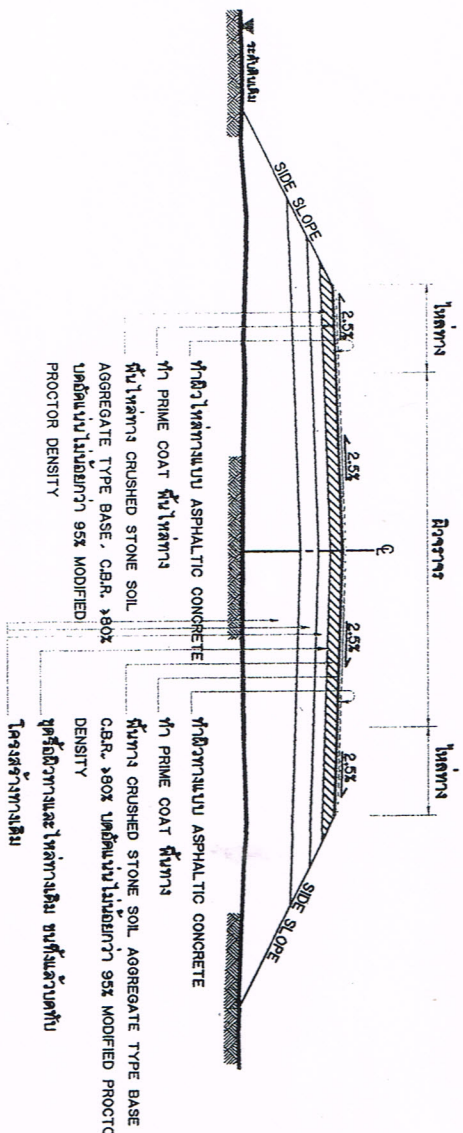 ไหล่ทาง
ผิวจราจร
ไหล่ทาง
2.5%
2.5%
2.5%
2.5%
SIDE SLOPE
SIDE SLOPE
ระดับดินเดิม
ทำผิวไหล่ทางแบบ ASPHALTIC CONCRETE
ทำ PRIME COAT พื้นไหล่ทาง
พื้นไหล่ทาง CRUSHED STONE SOIL
AGGREGATE TYPE BASE, C.B.R. >80%
บดอัดแน่นไม่น้อยกว่า 95% MODIFIED
PROCTOR DENSITY
ทำผิวทางแบบ ASPHALTIC CONCRETE
ทำ PRIME COAT พื้นทาง
พื้นทาง CRUSHED STONE SOIL AGGREGATE TYPE BASE
C.B.R. >80% บดอัดแน่นไม่น้อยกว่า 95% MODIFIED PROCTO
DENSITY
ขุดรื้อผิวทางและไหล่ทางเดิม ขนทิ้งแล้วบดทับ
โครงสร้างทางเดิม